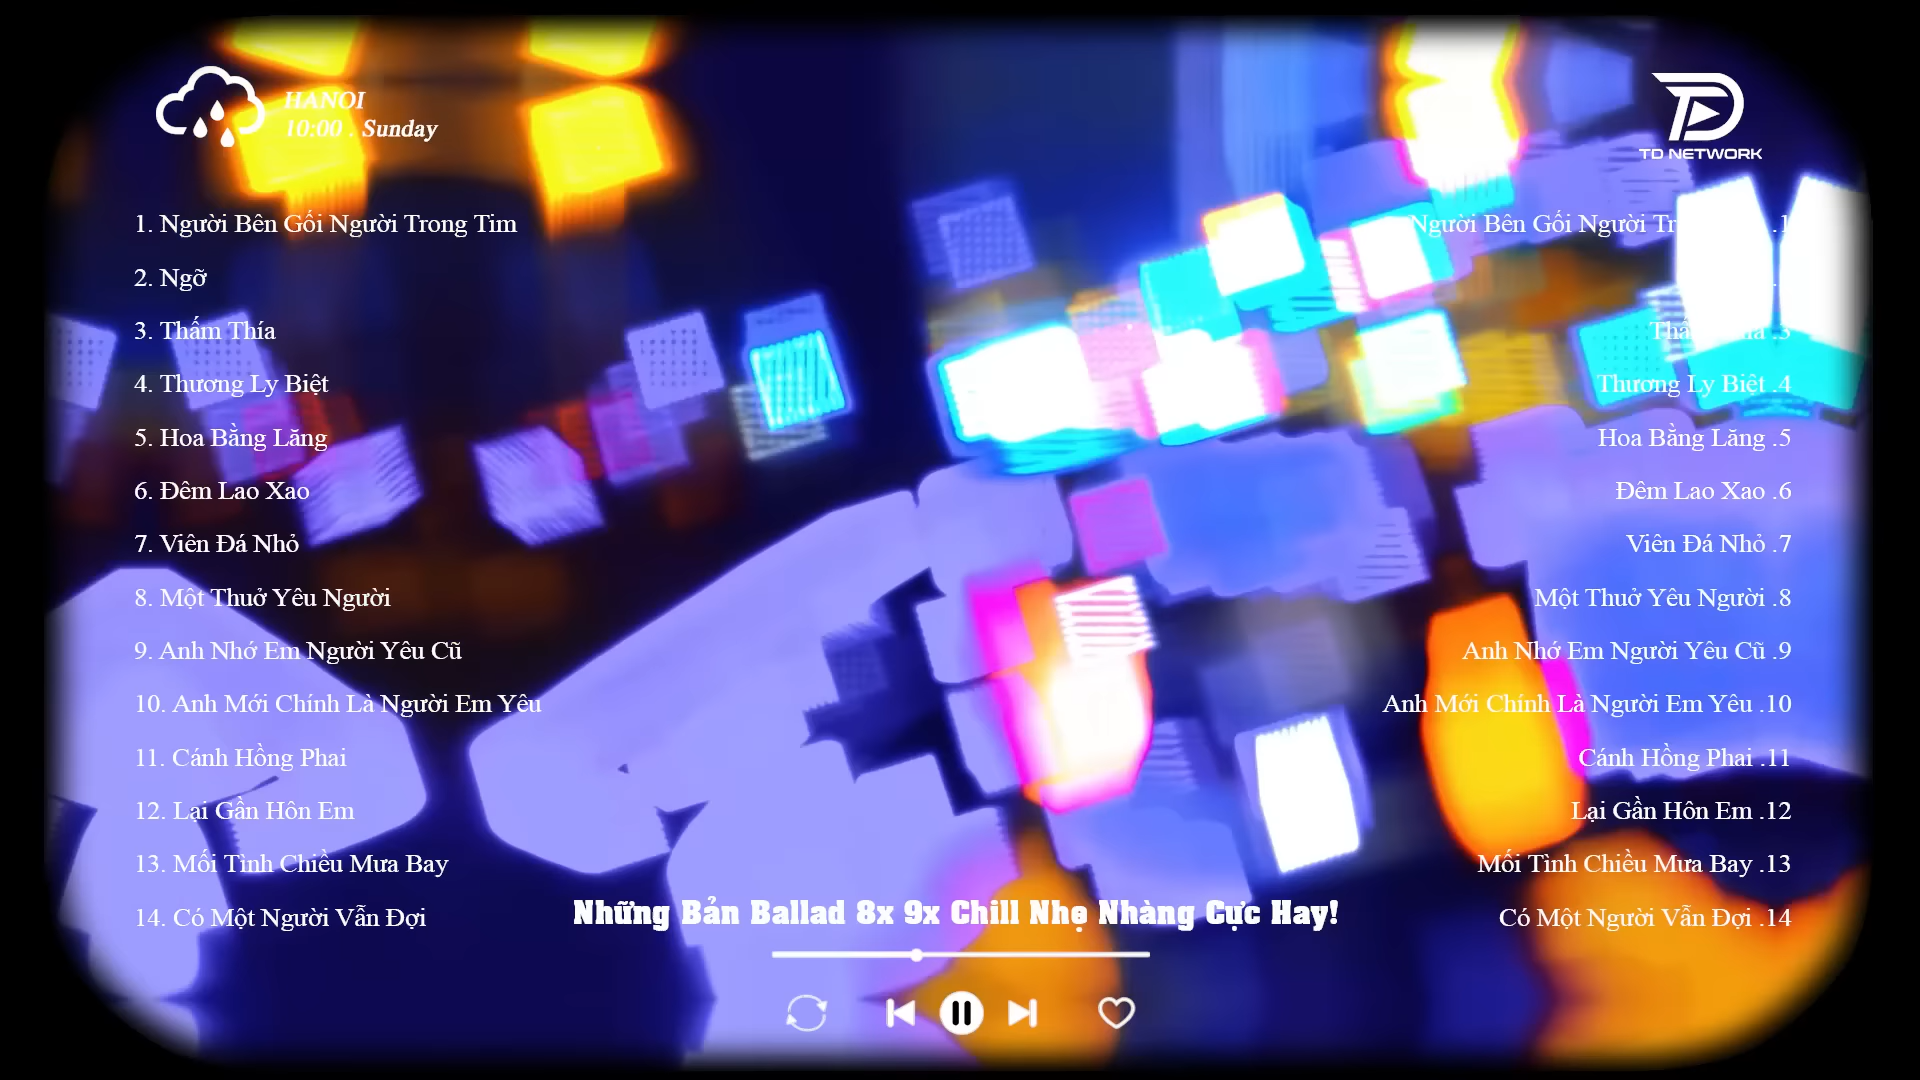 HANOI
10:00 . Sunday
TD NETWORK
1. Người Bên Gối Người Trong Tim
2. Ngỡ
3. Thấm Thía
4. Thương Ly Biệt
5. Hoa Bằng Lăng
6. Đêm Lao Xao
7. Viên Đá Nhỏ
8. Một Thuở Yêu Người
9. Anh Nhớ Em Người Yêu Cũ
10. Anh Mới Chính Là Người Em Yêu
11. Cánh Hồng Phai
12. Lại Gần Hôn Em
13. Mối Tình Chiều Mưa Bay
14. Có Một Người Vẫn Đợi
Người Bên Gối Người .1
.3
Thương Ly Biệt .4
Hoa Bằng Lăng .5
Đêm Lao Xao .6
Viên Đá Nhỏ .7
Một Thuở Yêu Người .8
Anh Nhớ Em Người Yêu Cũ .9
Anh Mới Chính Là Người Em Yêu .10
Cánh Hồng Phai .11
Lại Gần Hôn Em .12
Mối Tình Chiều Mưa Bay .13
Có Một Người Vẫn Đợi .14
Những Bản Ballad 8x 9x Chill Nhẹ Nhàng Cực Hay!